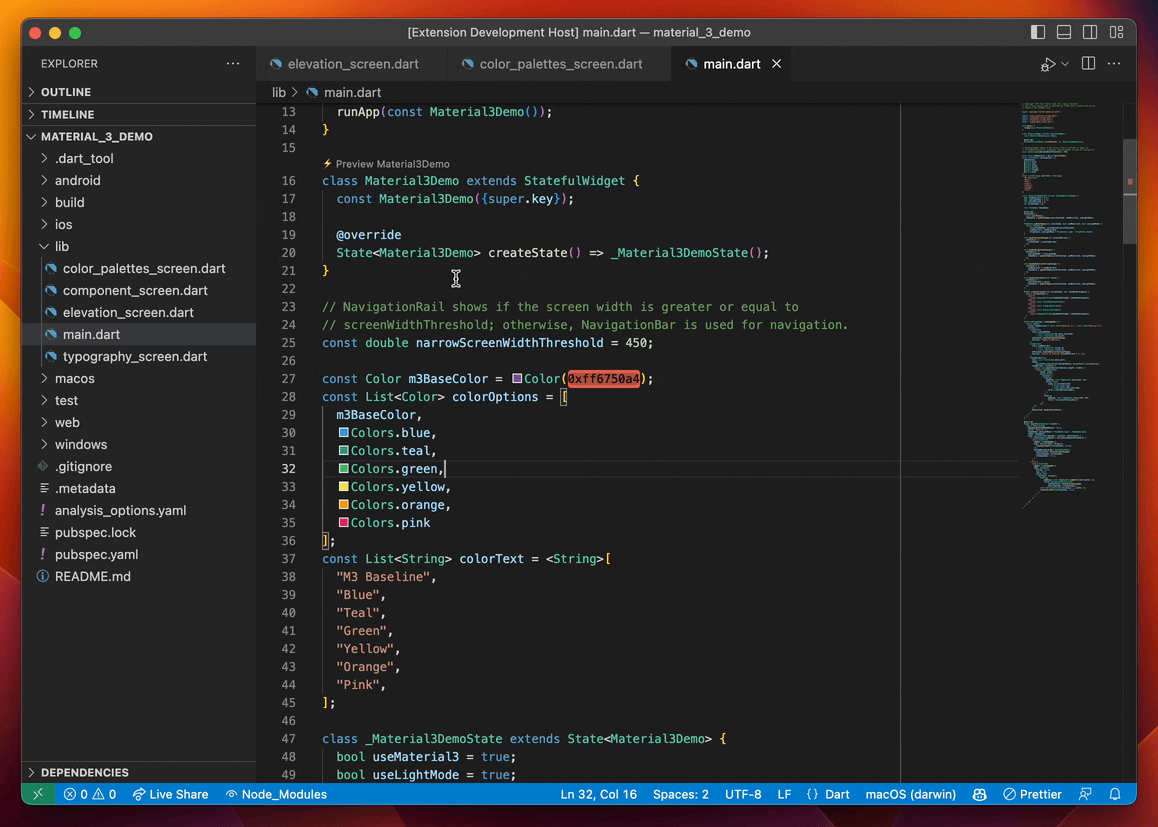 [Extension Development Host] main.dart — material_3_demo
EXPLORER
OUTLINE
TIMELINE
MATERIAL_3_DEMO
.dart_tool
android
build
ios
lib
color_palettes_screen.dart
component_screen.dart
elevation_screen.dart
main.dart
typography_screen.dart
macos
test
web
windows
.gitignore
.metadata
! analysis_options.yaml
pubspec.lock
! pubspec.yaml
README.md
DEPENDENCIES
elevation_screen.dart
color_palettes_screen.dart
main.dart
lib > main.dart
13 runApp(const Material3Demo());
14 }
15
Preview Material3Demo
16 class Material3Demo extends StatefulWidget {
17 const Material3Demo({super.key});
18
19 @override
20 State<Material3Demo> createState() => _Material3DemoState();
21 }
22
23 // NavigationRail shows if the screen width is greater or equal to
24 // screenWidthThreshold; otherwise, NavigationBar is used for navigation.
25 const double narrowScreenWidthThreshold = 450;
26
27 const Color m3BaseColor = Color(0xff6750a4);
28 const List<Color> colorOptions = [
29 m3BaseColor,
30 Colors.blue,
31 Colors.teal,
32 Colors.green,
33 Colors.yellow,
34 Colors.orange,
35 Colors.pink
36 ];
37 const List<String> colorText = <String>[
38 "M3 Baseline",
39 "Blue",
40 "Teal",
41 "Green",
42 "Yellow",
43 "Orange",
44 "Pink",
45 ];
46
47 class _Material3DemoState extends State<Material3Demo> {
48 bool useMaterial3 = true;
49 bool useLightMode = true;
0 0 Live Share Node_Modules Ln 32, Col 16 Spaces: 2 UTF-8 LF {} Dart macOS (darwin) Prettier